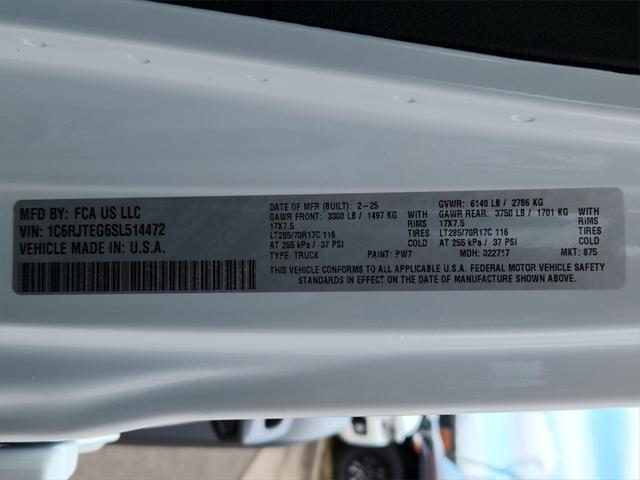 MFD BY: FCA US LLC
VIN: 1C6RJTEG6SL514472
VEHICLE MADE IN U.S.A.
DATE OF MFR (BUILT): 2-25
GAWR FRONT: 3300 LB / 1497 KG WITH
17X7.5 RIMS
LT285/70R17C 116 TIRES
AT 255 kPa / 37 PSI COLD
TYPE: TRUCK PAINT: PW7
GVWR: 6140 LB / 2786 KG
GAWR REAR: 3750 LB / 1701 KG WITH
17X7.5 RIMS
LT285/70R17C 116 TIRES
AT 255 kPa / 37 PSI COLD
MDH: 022717 MKT: 875
THIS VEHICLE CONFORMS TO ALL APPLICABLE U.S.A. FEDERAL MOTOR VEHICLE SAFETY
STANDARDS IN EFFECT ON THE DATE OF MANUFACTURE SHOWN ABOVE.